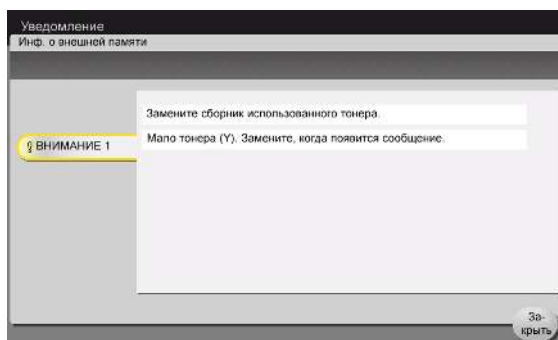 Уведомление
Инф. о внешней памяти
Замените сборник использованного тонера.
Мало тонера (Y). Замените, когда появится сообщение.
ВНИМАНИЕ 1
За-
крыть